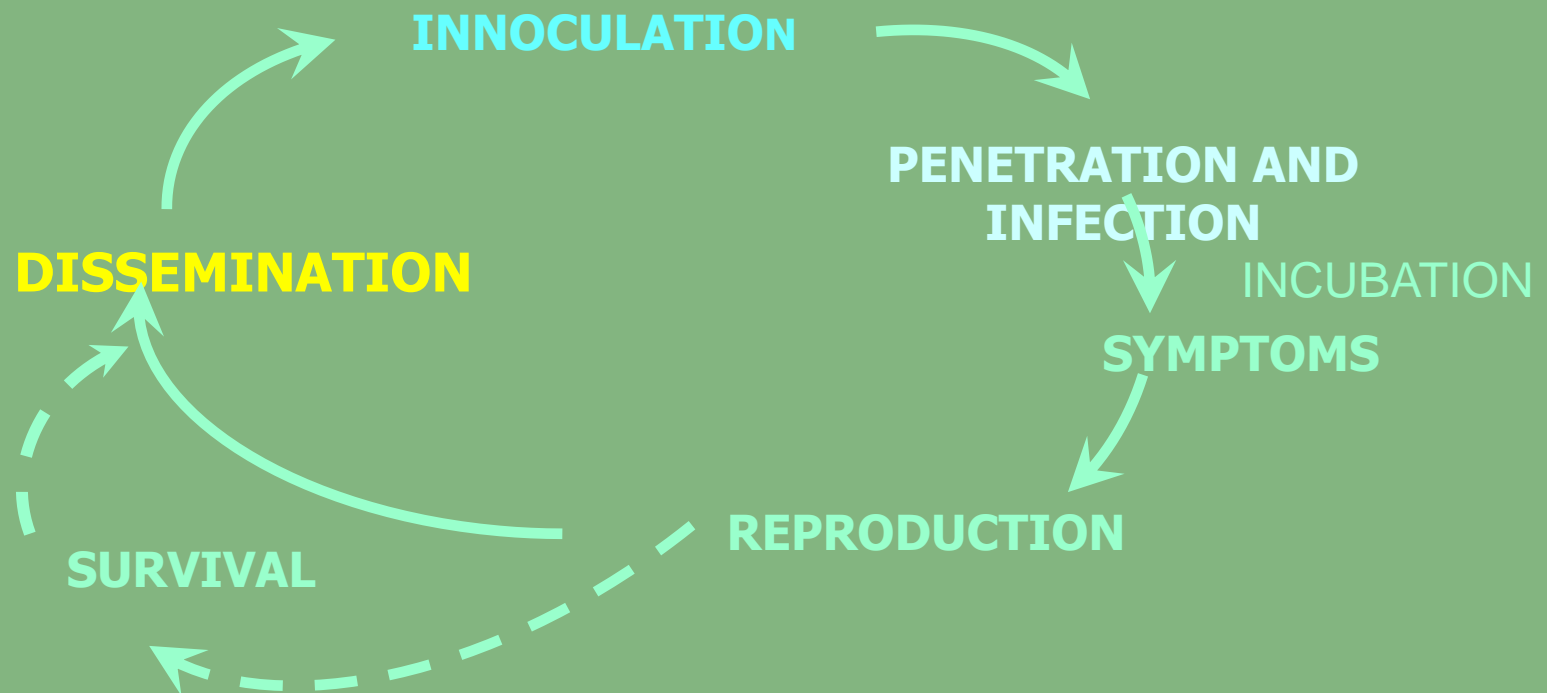 INNOCULATION
PENETRATION AND
INFECTION
DISSEMINATION
INCUBATION
SYMPTOMS
REPRODUCTION
SURVIVAL